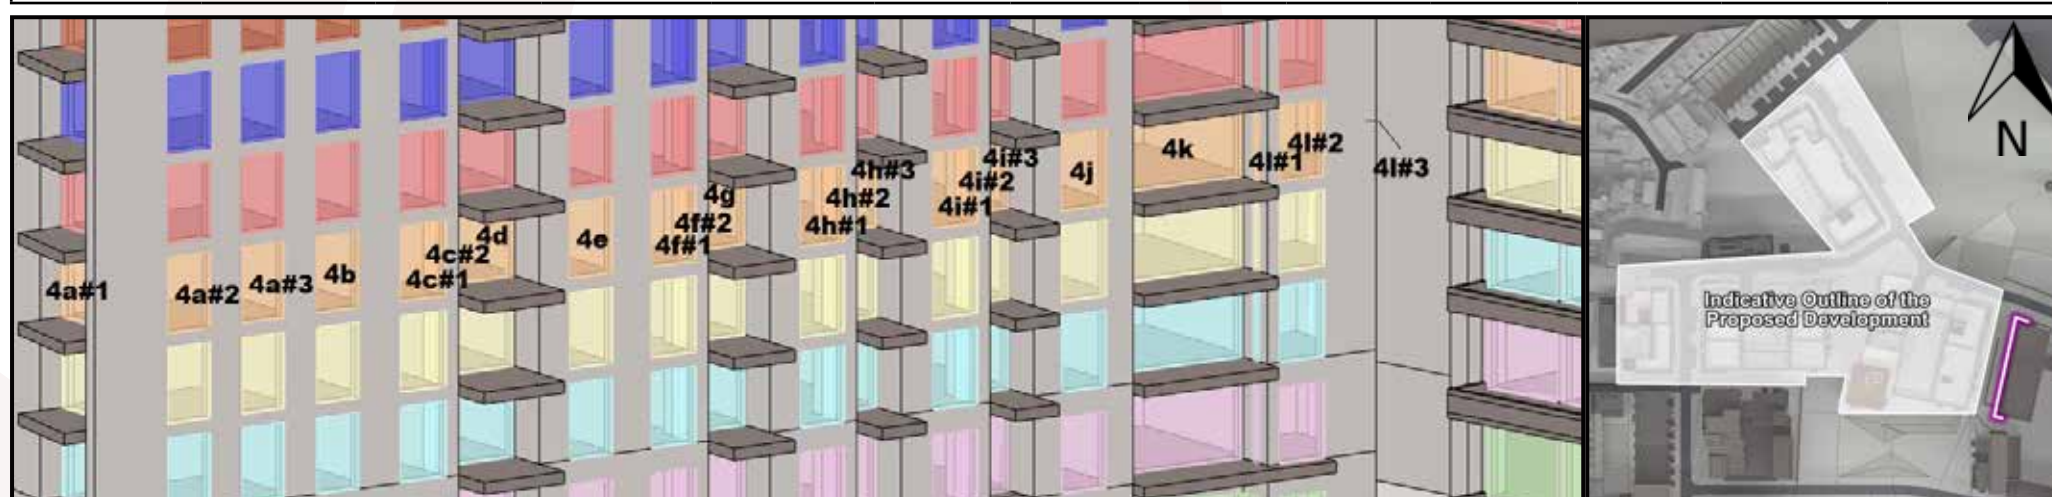 4a#1
4a#2
4a#3
4b
4c#1
4c#2
4d
4e
4f#1
4f#2
4g
4h#1
4h#2
4h#3
4i#1
4i#2
4i#3
4j
4k
4l#1
4l#2
4l#3
N
Indicative Outline of the
Proposed Development